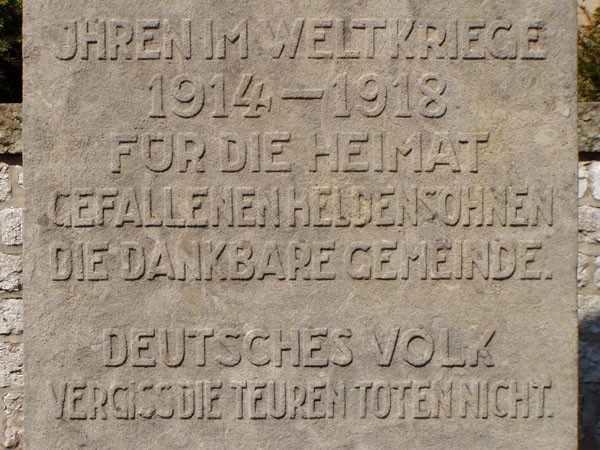 JHREN IM WELTKRIEGE
1914–1918
FÜR DIE HEIMAT
GEFALLENEN HELDENSÖHNEN
DIE DANKBARE GEMEINDE.
DEUTSCHES VOLK
VERGISS DIE TEUREN TOTEN NICHT.